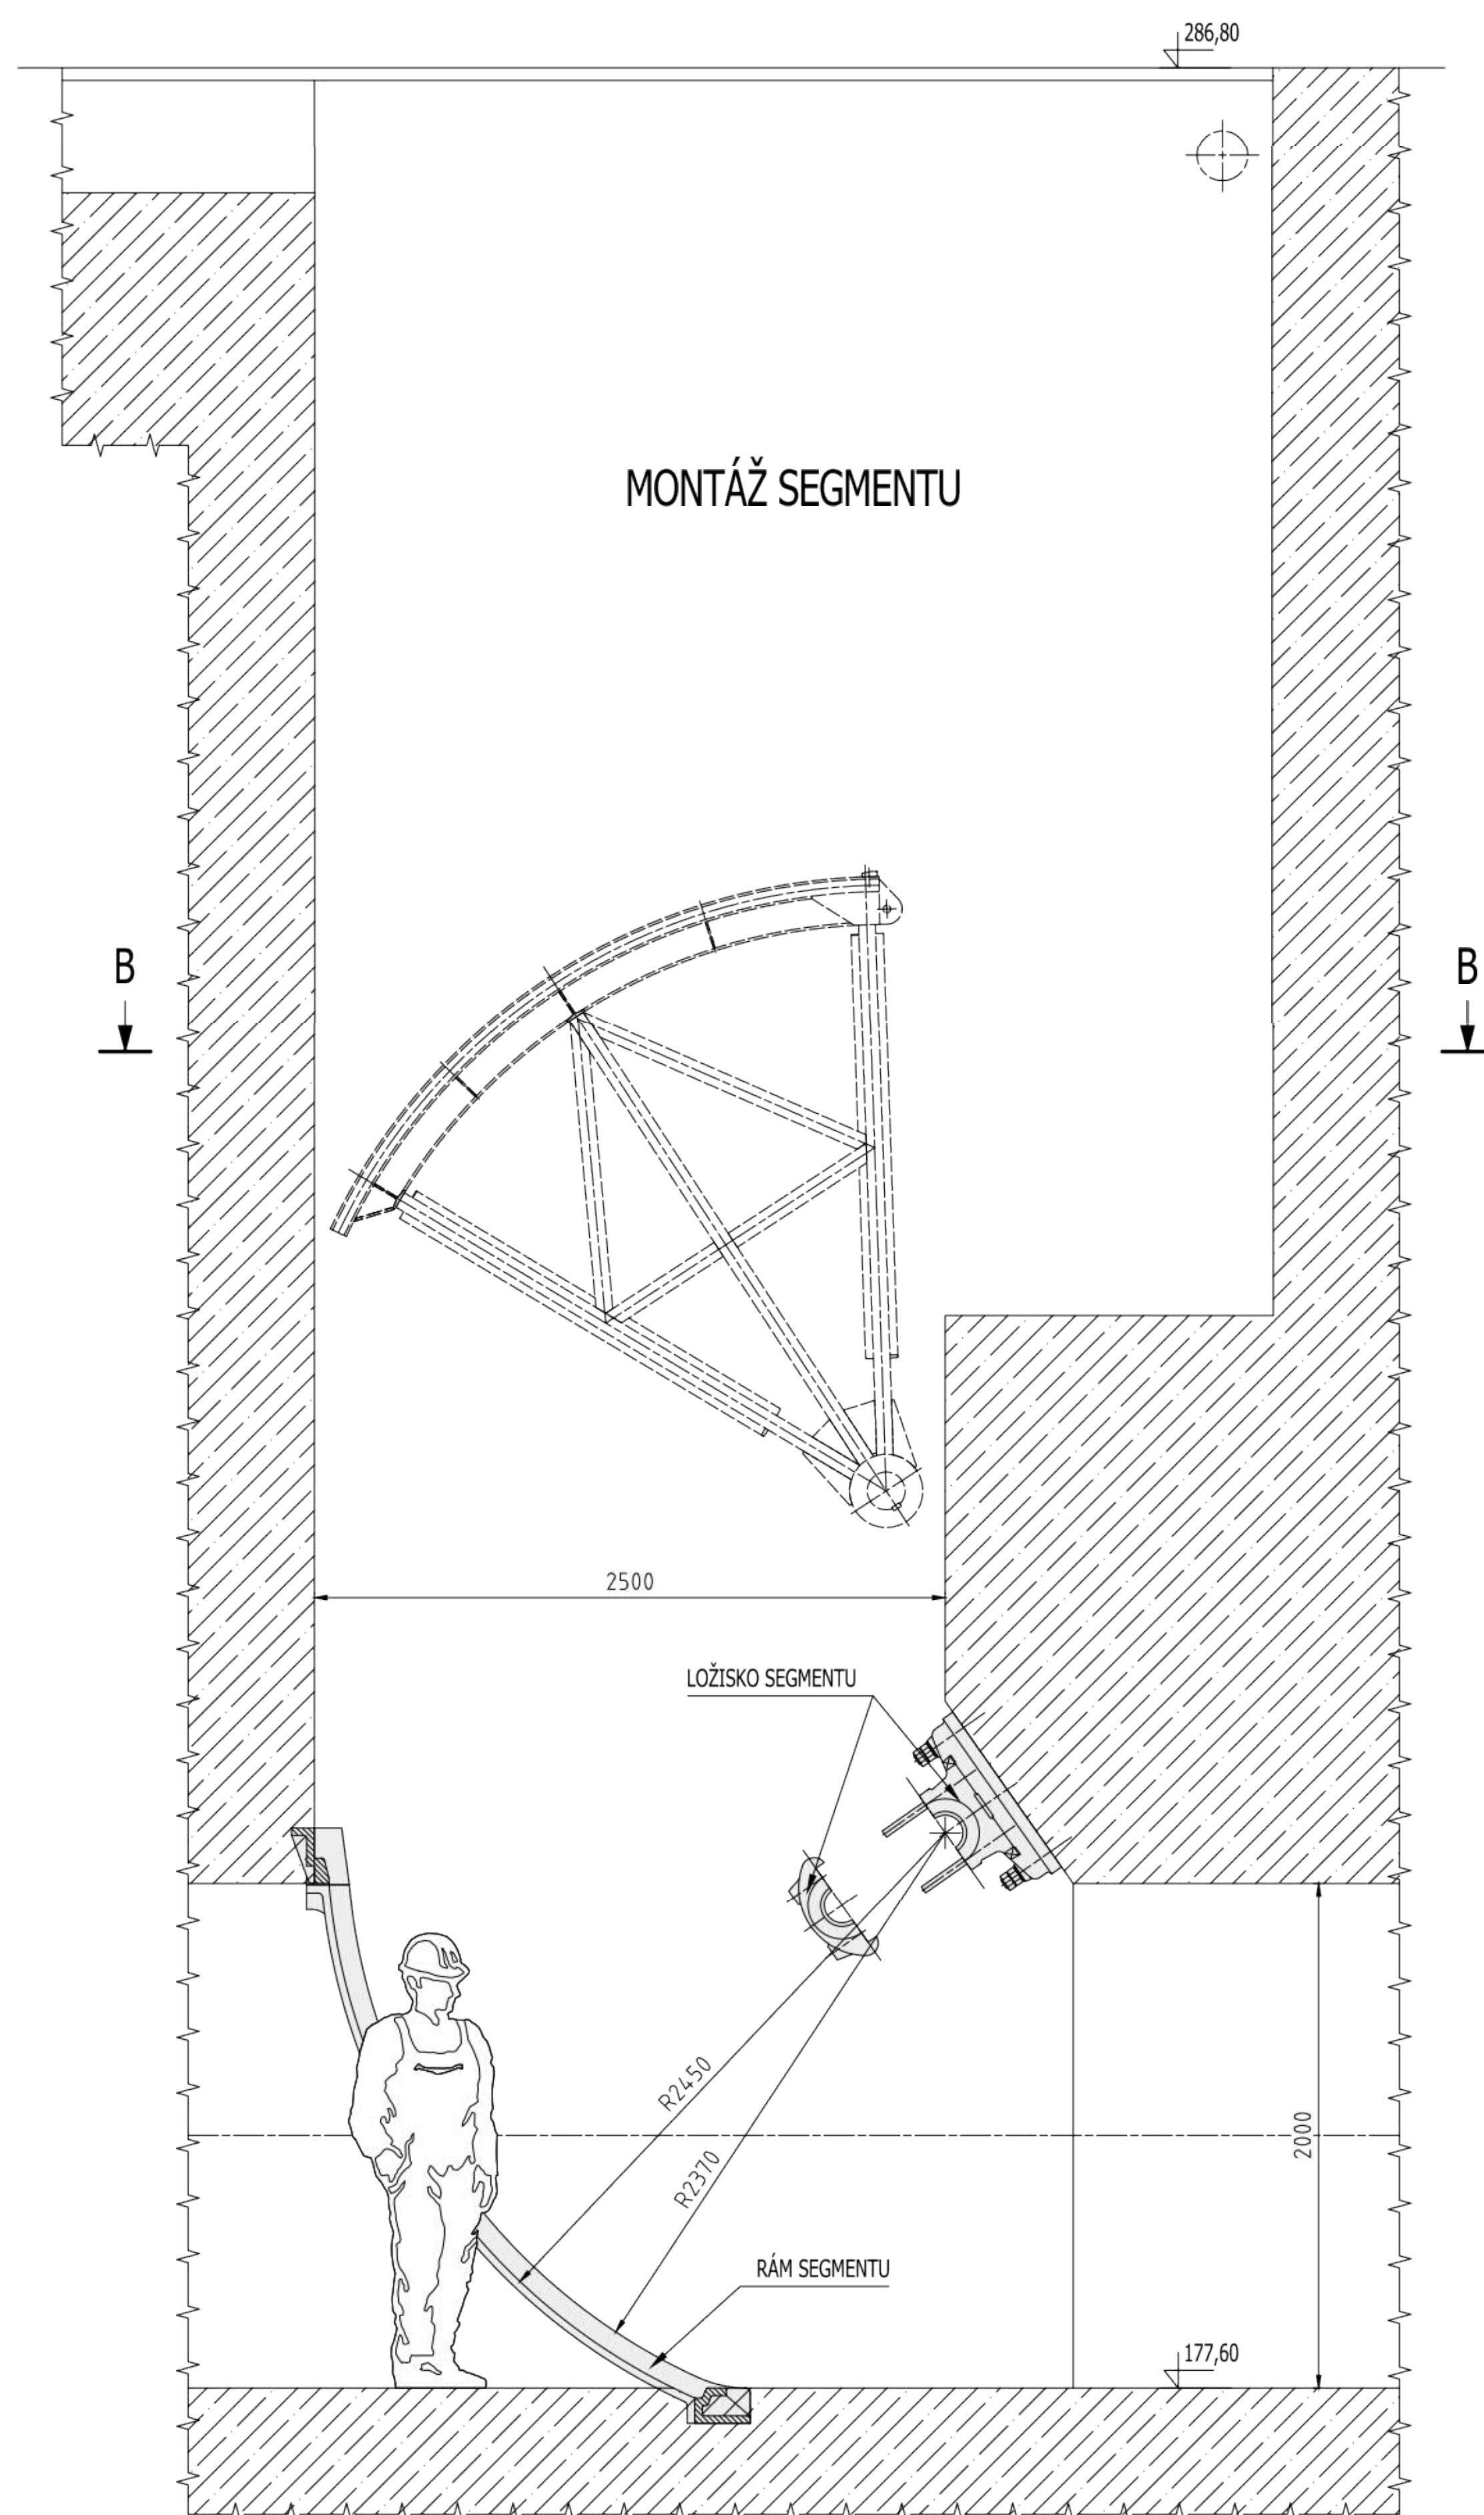 286,80
MONTÁŽ SEGMENTU
B
B
2500
LOŽISKO SEGMENTU
R2450
R2370
2000
RÁM SEGMENTU
177,60